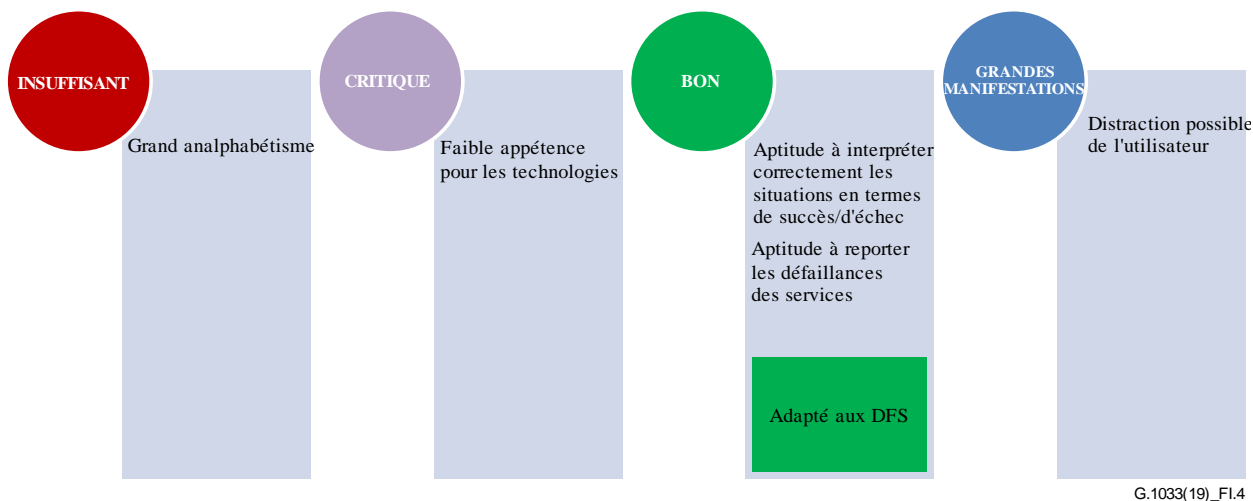 INSUFFISANT
Grand analphabétisme
CRITIQUE
Faible appétence
pour les technologies
BON
Aptitude à interpréter
correctement les
situations en termes
de succès/d'échec
Aptitude à reporter
les défaillances
des services
Adapté aux DFS
GRANDES
MANIFESTATIONS
Distraction possible
de l'utilisateur
G.1033(19)_FI.4